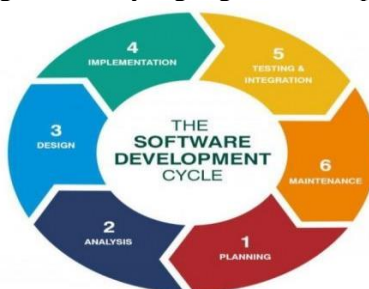 4
IMPLEMENTATION
5
TESTING &
INTEGRATION
3
DESIGN
THE
SOFTWARE
DEVELOPMENT
CYCLE
6
MAINTENANCE
2
ANALYSIS
1
PLANNING